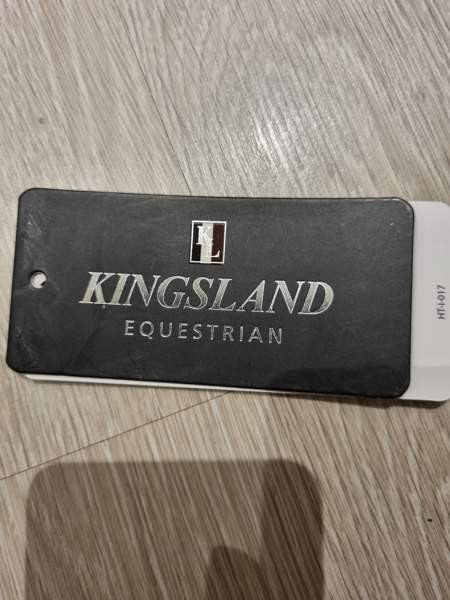 KL
KINGSLAND
EQUESTRIAN
HT-I-017